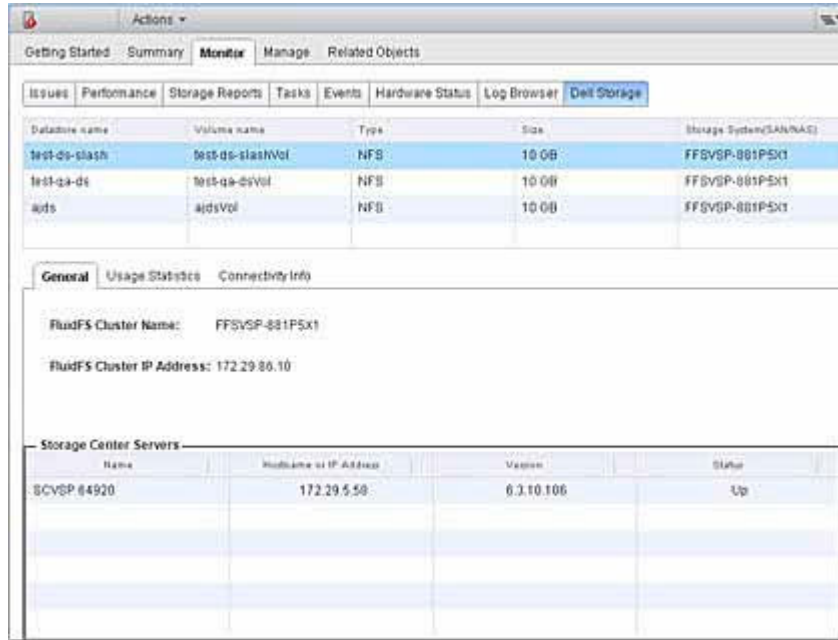 Actions
Getting Started Summary Monitor Manage Related Objects
Issues Performance Storage Reports Tasks Events Hardware Status Log Browser Dell Storage
Datastore name Volume name Type Size Storage System(SAN/NAS)
test-ds-slash test-ds-slashVol NFS 10 GB FFSVSP-881P5X1
test-qa-ds test-qa-dsVol NFS 10 GB FFSVSP-881P5X1
ajds ajdsVol NFS 10 GB FFSVSP-881P5X1
General Usage Statistics Connectivity Info
FluidFS Cluster Name: FFSVSP-881P5X1
FluidFS Cluster IP Address: 172.29.86.10
Storage Center Servers
Name Hostname or IP Address Version Status
SCVSP 64920 172.29.5.59 6.3.10.106 Up